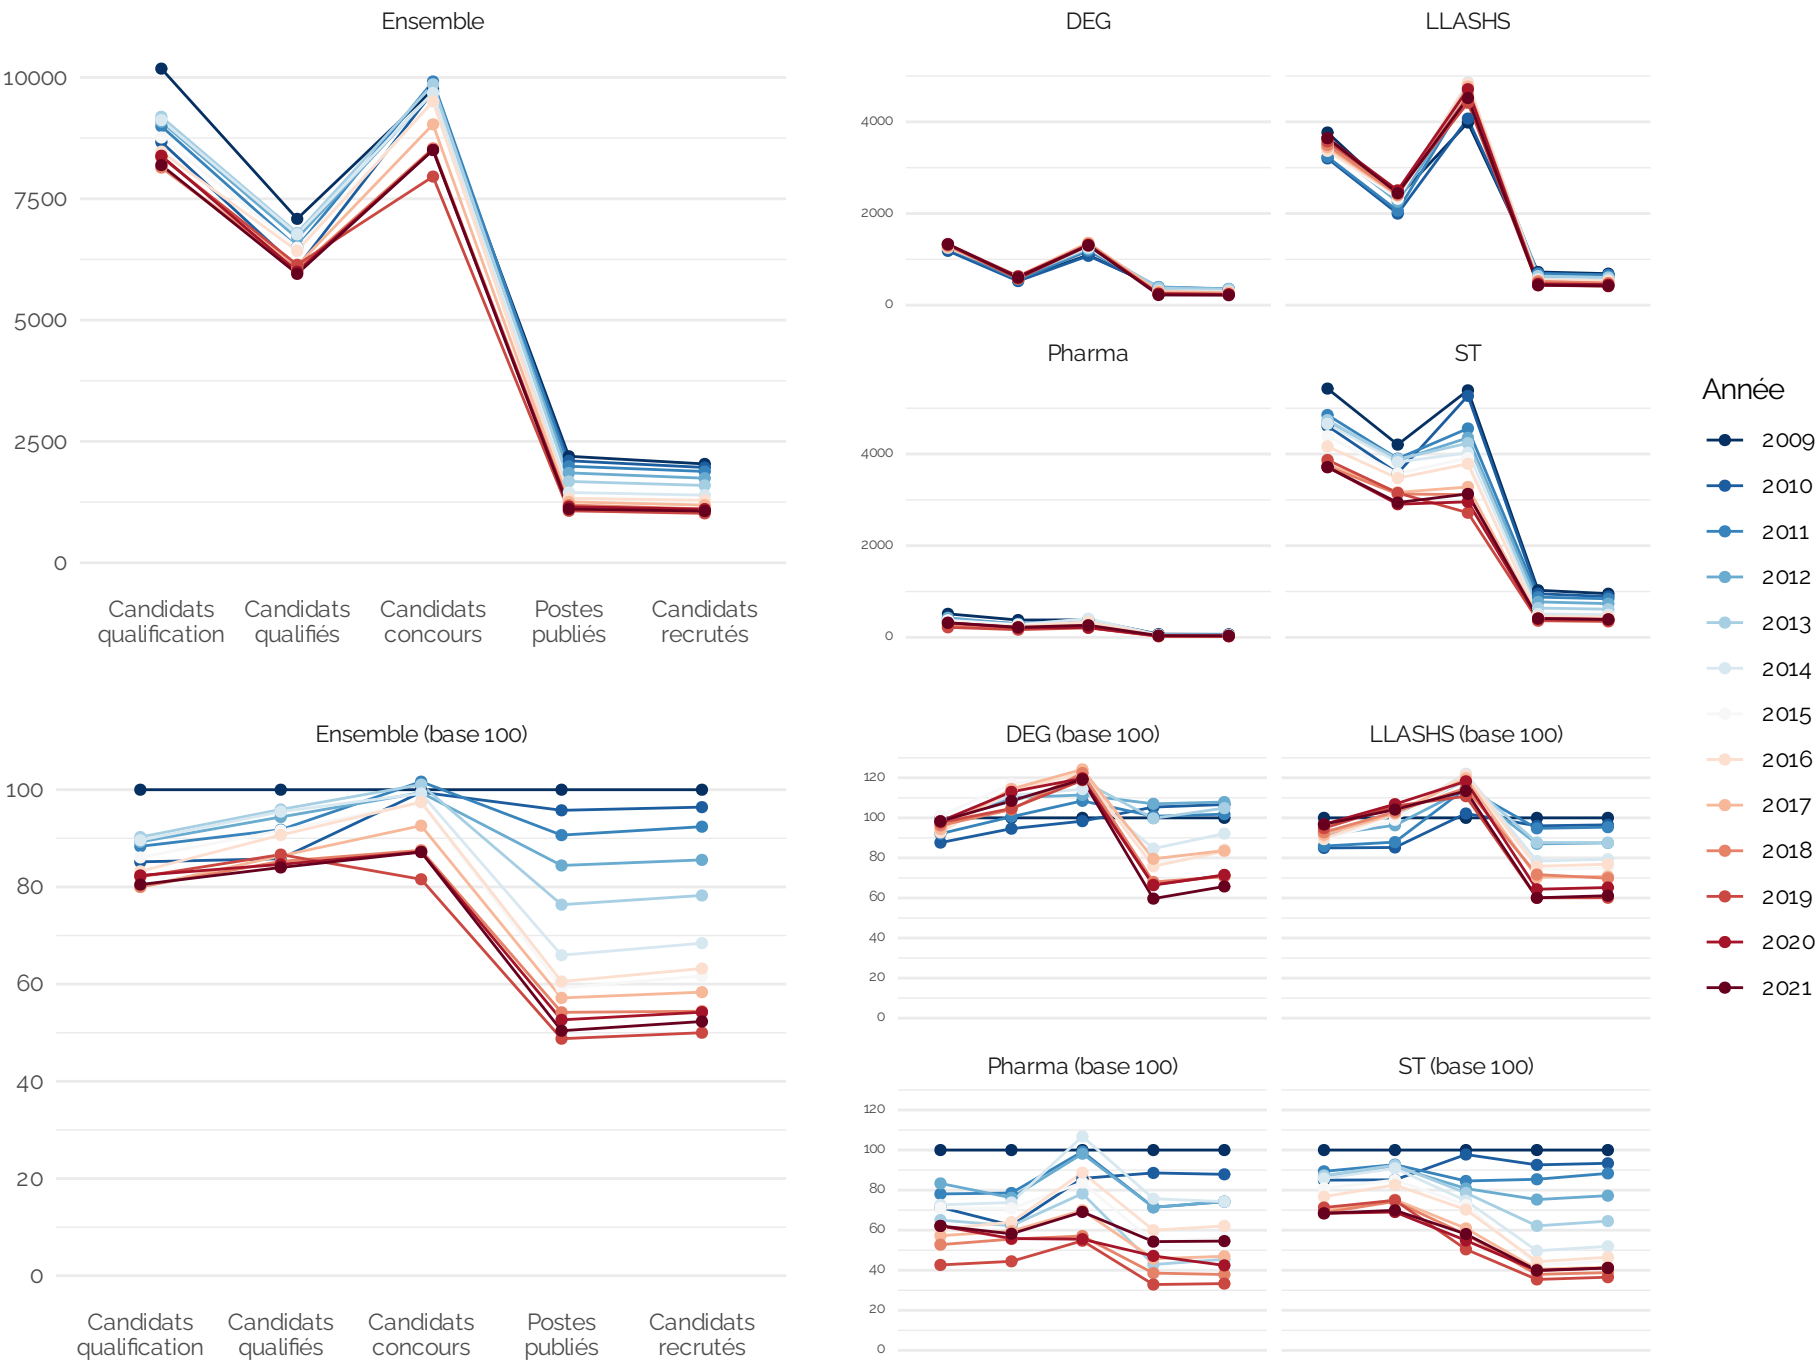 Ensemble
10000
7500
5000
2500
0
Candidats qualification
Candidats qualifiés
Candidats concours
Postes publiés
Candidats recrutés
DEG
LLASHS
4000
2000
0
Pharma
ST
4000
2000
0
Ensemble (base 100)
100
80
60
40
20
0
Candidats qualification
Candidats qualifiés
Candidats concours
Postes publiés
Candidats recrutés
DEG (base 100)
LLASHS (base 100)
120
100
80
60
40
20
0
Pharma (base 100)
ST (base 100)
120
100
80
60
40
20
0
Année
2009
2010
2011
2012
2013
2014
2015
2016
2017
2018
2019
2020
2021